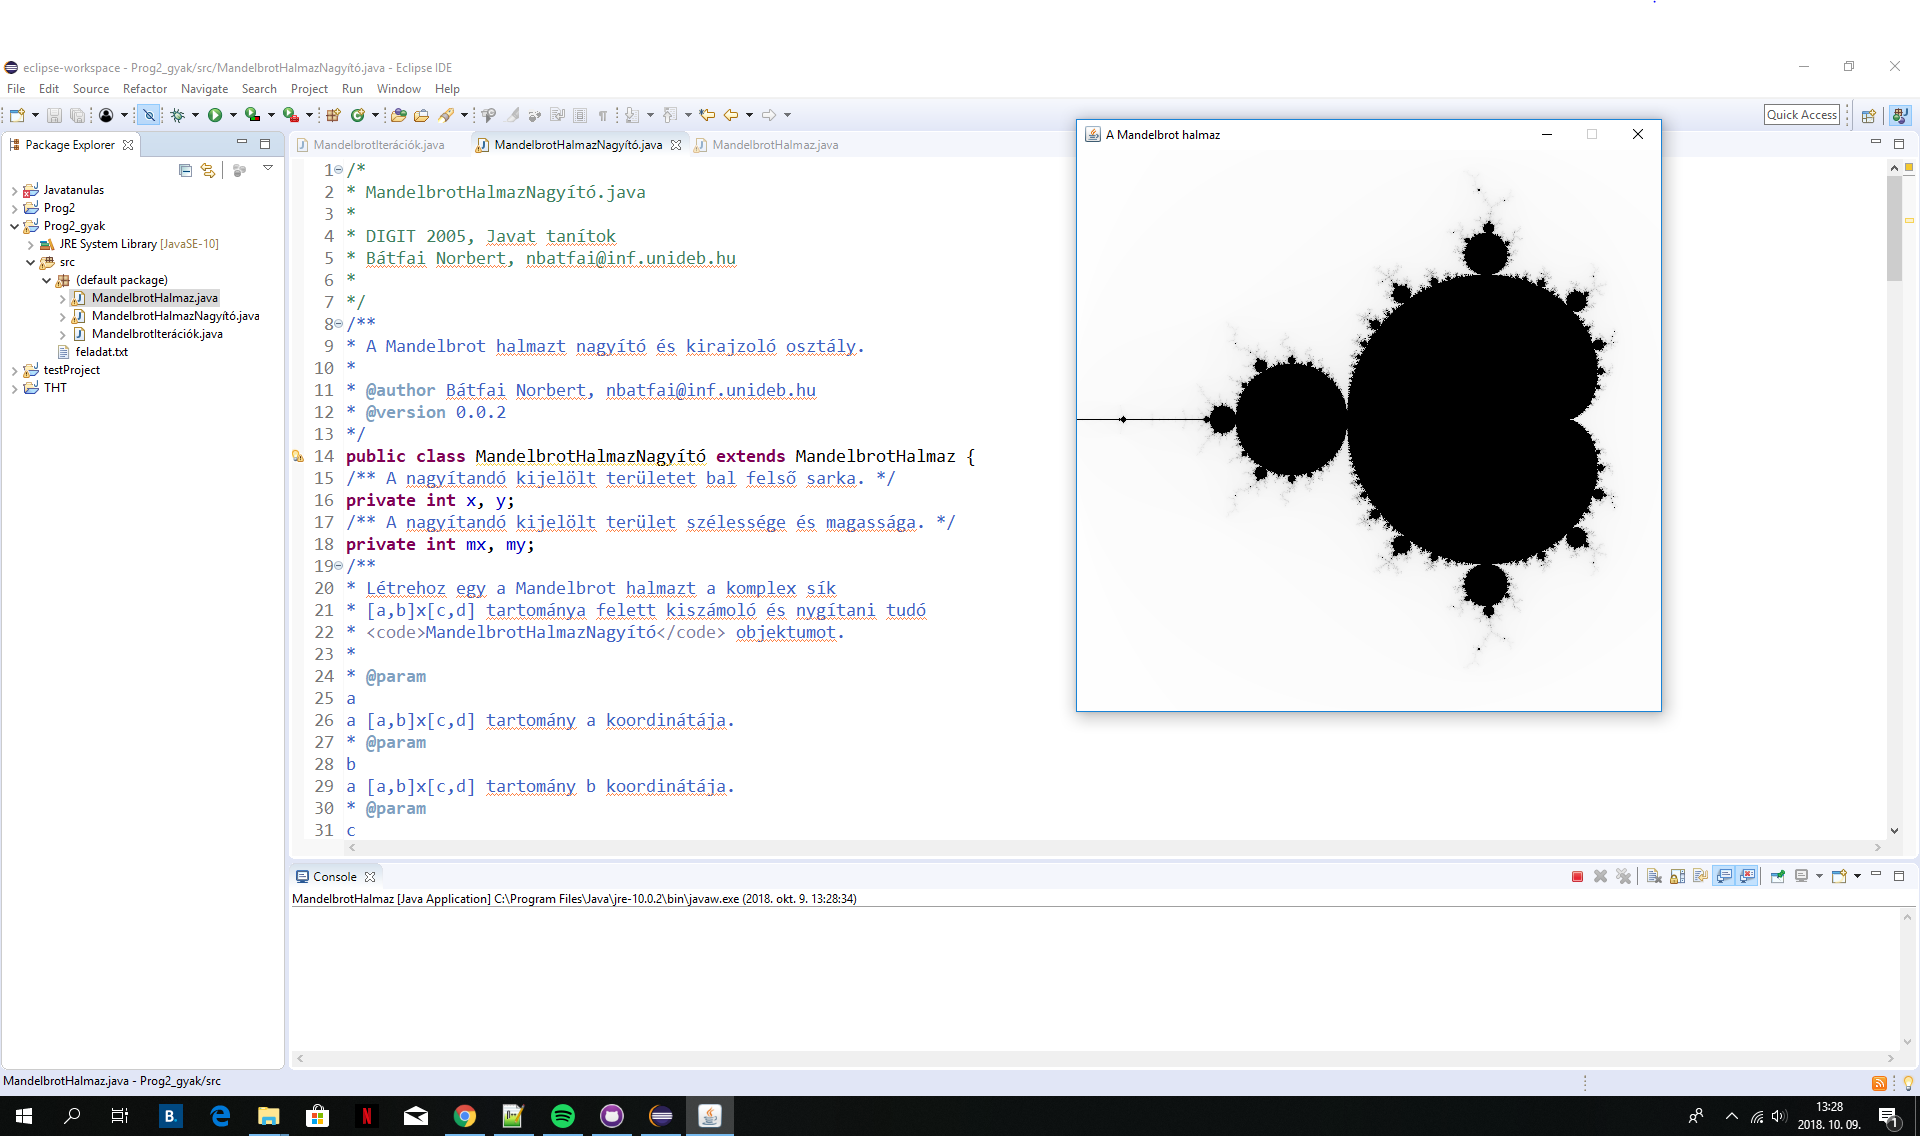 eclipse-workspace - Prog2_gyak/src/MandelbrotHalmazNagyító.java - Eclipse IDE
File Edit Source Refactor Navigate Search Project Run Window Help
Quick Access
Package Explorer
Javatanulas
Prog2
Prog2_gyak
JRE System Library [JavaSE-10]
src
(default package)
MandelbrotHalmaz.java
MandelbrotHalmazNagyító.java
MandelbrotIterációk.java
feladat.txt
testProject
THT
MandelbrotIterációk.java MandelbrotHalmazNagyító.java MandelbrotHalmaz.java
1 /*
2 * MandelbrotHalmazNagyító.java
3 *
4 * DIGIT 2005, Javat tanítok
5 * Bátfai Norbert, nbatfai@inf.unideb.hu
6 *
7 */
8 /**
9 * A Mandelbrot halmazt nagyító és kirajzoló osztály.
10 *
11 * @author Bátfai Norbert, nbatfai@inf.unideb.hu
12 * @version 0.0.2
13 */
14 public class MandelbrotHalmazNagyító extends MandelbrotHalmaz {
15 /** A nagyítandó kijelölt területet bal felső sarka. */
16 private int x, y;
17 /** A nagyítandó kijelölt terület szélessége és magassága. */
18 private int mx, my;
19 /**
20 * Létrehoz egy a Mandelbrot halmazt a komplex sík
21 * [a,b]x[c,d] tartománya felett kiszámoló és nygítani tudó
22 * <code>MandelbrotHalmazNagyító</code> objektumot.
23 *
24 * @param
25 a
26 a [a,b]x[c,d] tartomány a koordinátája.
27 * @param
28 b
29 a [a,b]x[c,d] tartomány b koordinátája.
30 * @param
31 c
A Mandelbrot halmaz
Console
MandelbrotHalmaz [Java Application] C:\Program Files\Java\jre-10.0.2\bin\javaw.exe (2018. okt. 9. 13:28:34)
MandelbrotHalmaz.java - Prog2_gyak/src
B.
N
13:28
2018. 10. 09.
1